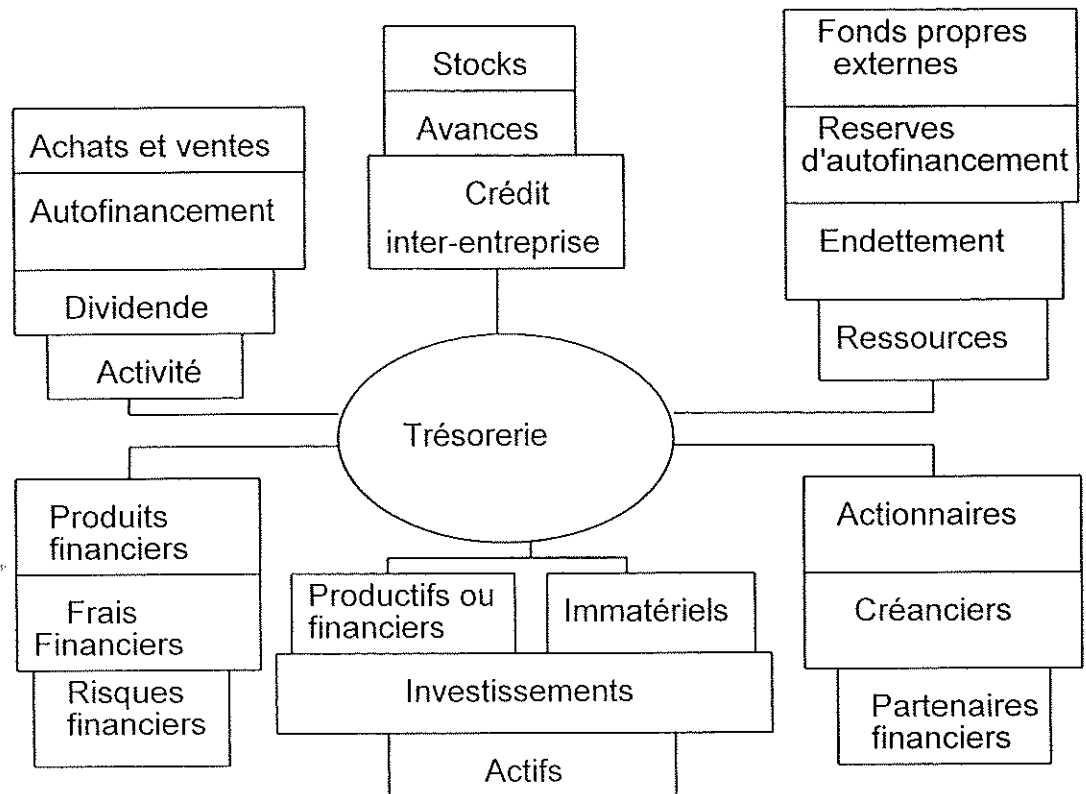 Achats et ventes
Autofinancement
Dividende
Activité
Stocks
Avances
Crédit
inter-entreprise
Fonds propres
externes
Reserves
d'autofinancement
Endettement
Ressources
Trésorerie
Produits
financiers
Frais
Financiers
Risques
financiers
Productifs ou
financiers
Immatériels
Investissements
Actifs
Actionnaires
Créanciers
Partenaires
financiers